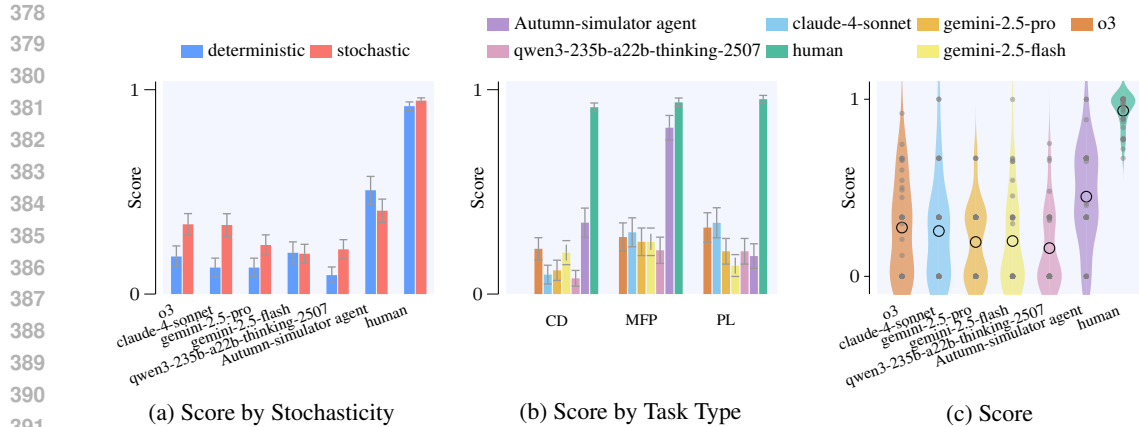 378
379
380
381
382
383
384
385
386
387
388
389
390
391
deterministic stochastic
Autumn-simulator agent claude-4-sonnet gemini-2.5-pro o3
qwen3-235b-a22b-thinking-2507 human gemini-2.5-flash
1
Score
0
o3
claude-4-sonnet
gemini-2.5-pro
gemini-2.5-flash
qwen3-235b-a22b-thinking-2507
Autumn-simulator agent
human
(a) Score by Stochasticity
1
Score
0
CD MFP PL
(b) Score by Task Type
1
Score
0
o3
claude-4-sonnet
gemini-2.5-pro
gemini-2.5-flash
qwen3-235b-a22b-thinking-2507
Autumn-simulator agent
human
(c) Score